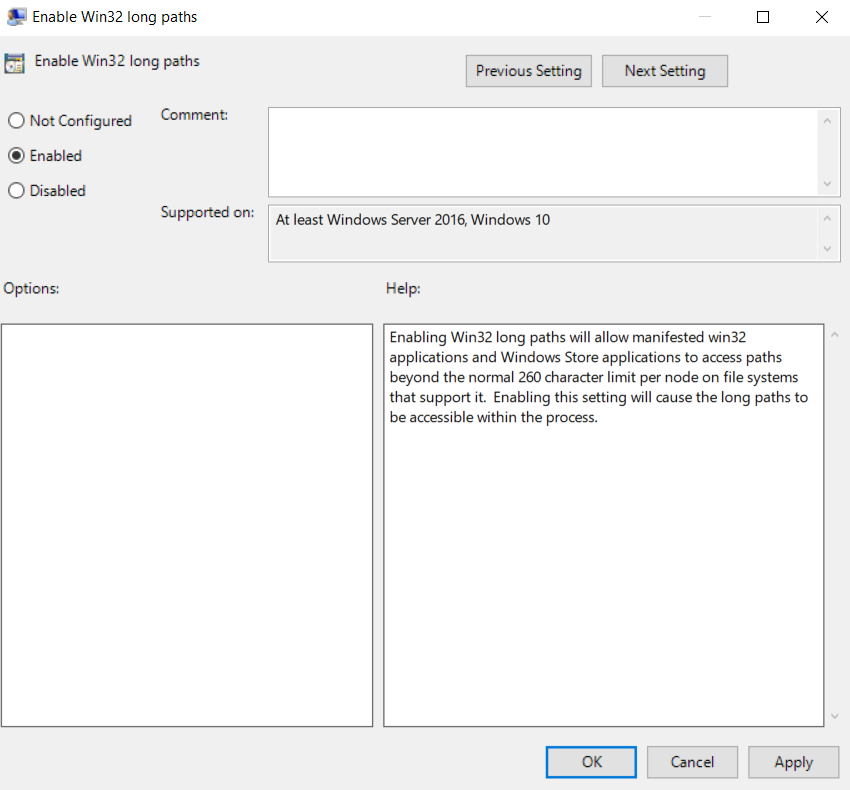 Enable Win32 long paths
Enable Win32 long paths
Previous Setting
Next Setting
Not Configured
Enabled
Disabled
Comment:
Supported on:
At least Windows Server 2016, Windows 10
Options:
Help:
Enabling Win32 long paths will allow manifested win32
applications and Windows Store applications to access paths
beyond the normal 260 character limit per node on file systems
that support it.  Enabling this setting will cause the long paths to
be accessible within the process.
OK
Cancel
Apply